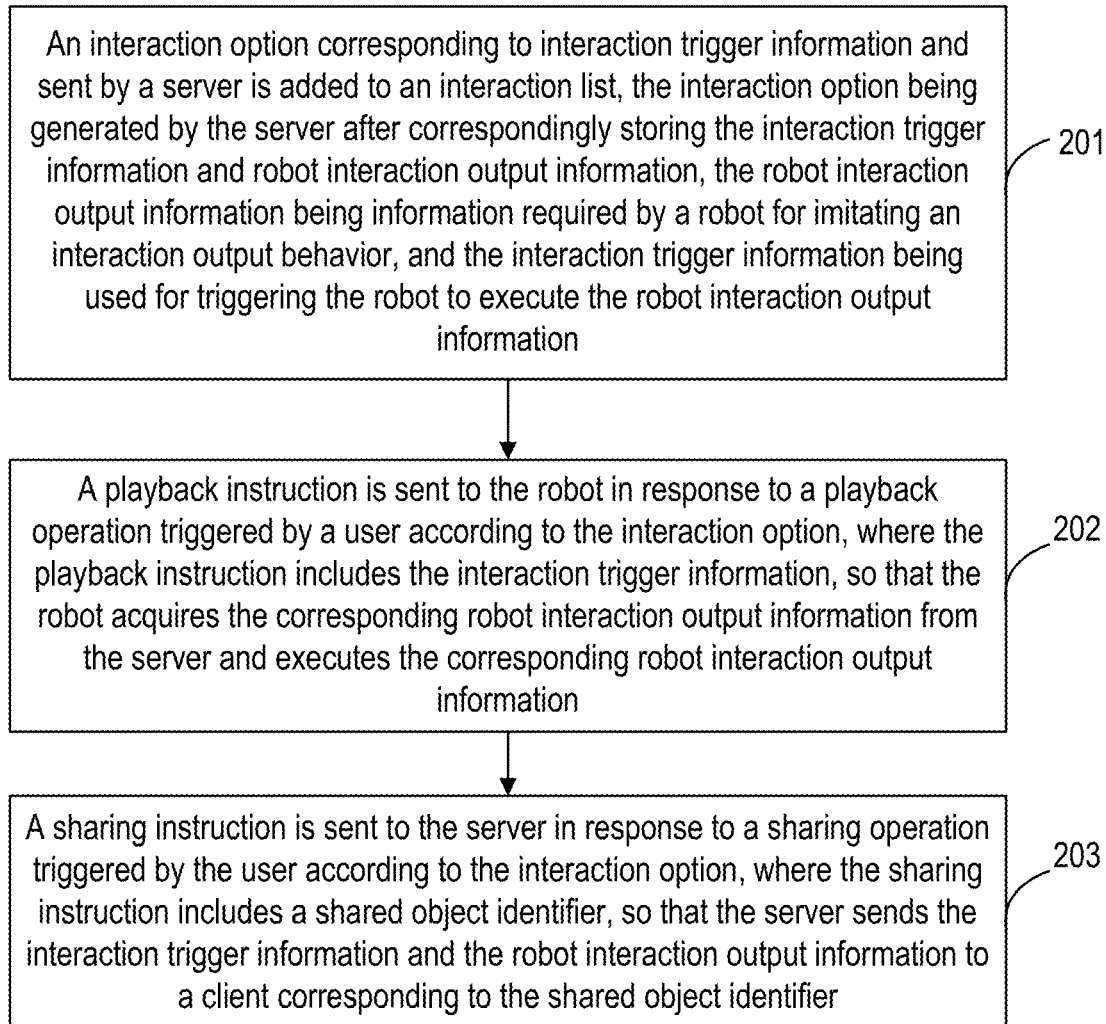 An interaction option corresponding to interaction trigger information and
sent by a server is added to an interaction list, the interaction option being
generated by the server after correspondingly storing the interaction trigger
information and robot interaction output information, the robot interaction
output information being information required by a robot for imitating an
interaction output behavior, and the interaction trigger information being
used for triggering the robot to execute the robot interaction output
information
201
A playback instruction is sent to the robot in response to a playback
operation triggered by a user according to the interaction option, where the
playback instruction includes the interaction trigger information, so that the
robot acquires the corresponding robot interaction output information from
the server and executes the corresponding robot interaction output
information
202
A sharing instruction is sent to the server in response to a sharing operation
triggered by the user according to the interaction option, where the sharing
instruction includes a shared object identifier, so that the server sends the
interaction trigger information and the robot interaction output information to
a client corresponding to the shared object identifier
203